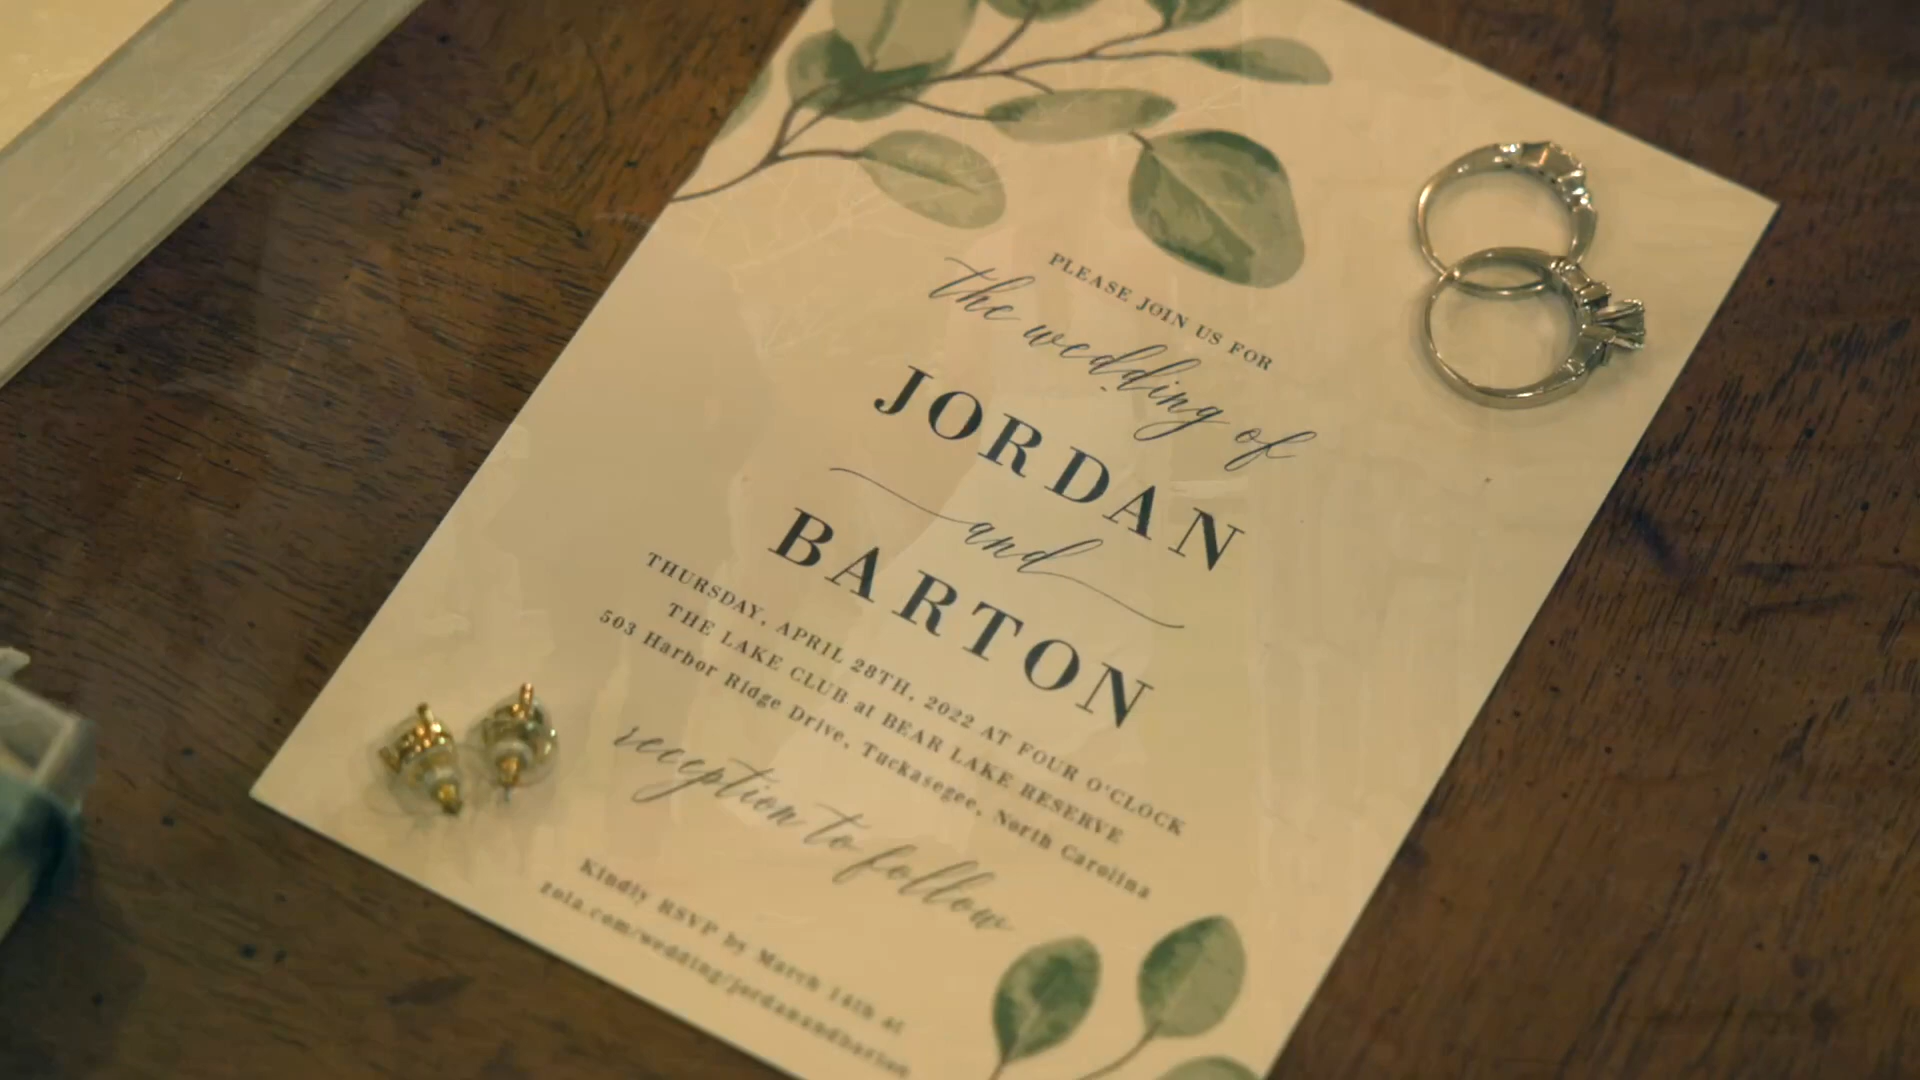 PLEASE JOIN US FOR
the wedding of
JORDAN
and
BARTON
THURSDAY, APRIL 28TH, 2022 AT FOUR O'CLOCK
THE LAKE CLUB at BEAR LAKE RESERVE
503 Harbor Ridge Drive, Tuckasegee, North Carolina
reception to follow
Kindly RSVP by March 14th at
zola.com/wedding/jordanandbarton